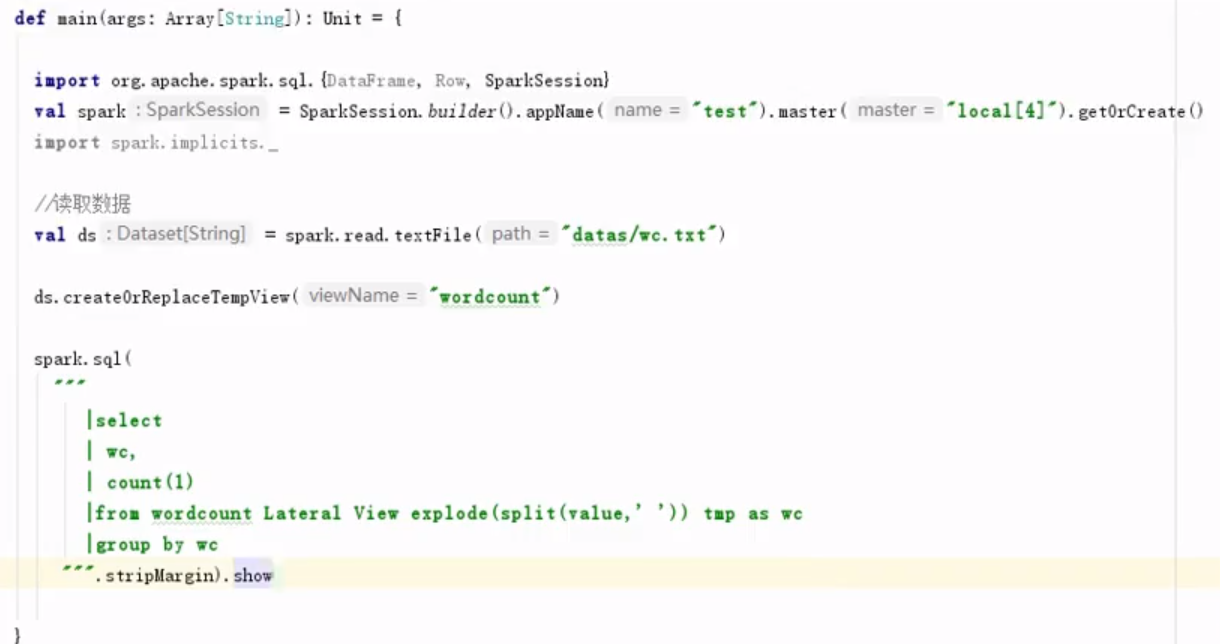 def main(args: Array[String]): Unit = {
import org.apache.spark.sql.{DataFrame, Row, SparkSession}
val spark : SparkSession = SparkSession.builder().appName( name = "test").master( master = "local[4]").getOrCreate()
import spark.implicits._
//读取数据
val ds : Dataset[String] = spark.read.textFile( path = "datas/wc.txt")
ds.createOrReplaceTempView( viewName = "wordcount")
spark.sql(
"""
|select
| wc,
| count(1)
|from wordcount Lateral View explode(split(value,' ')) tmp as wc
|group by wc
""".stripMargin).show
}